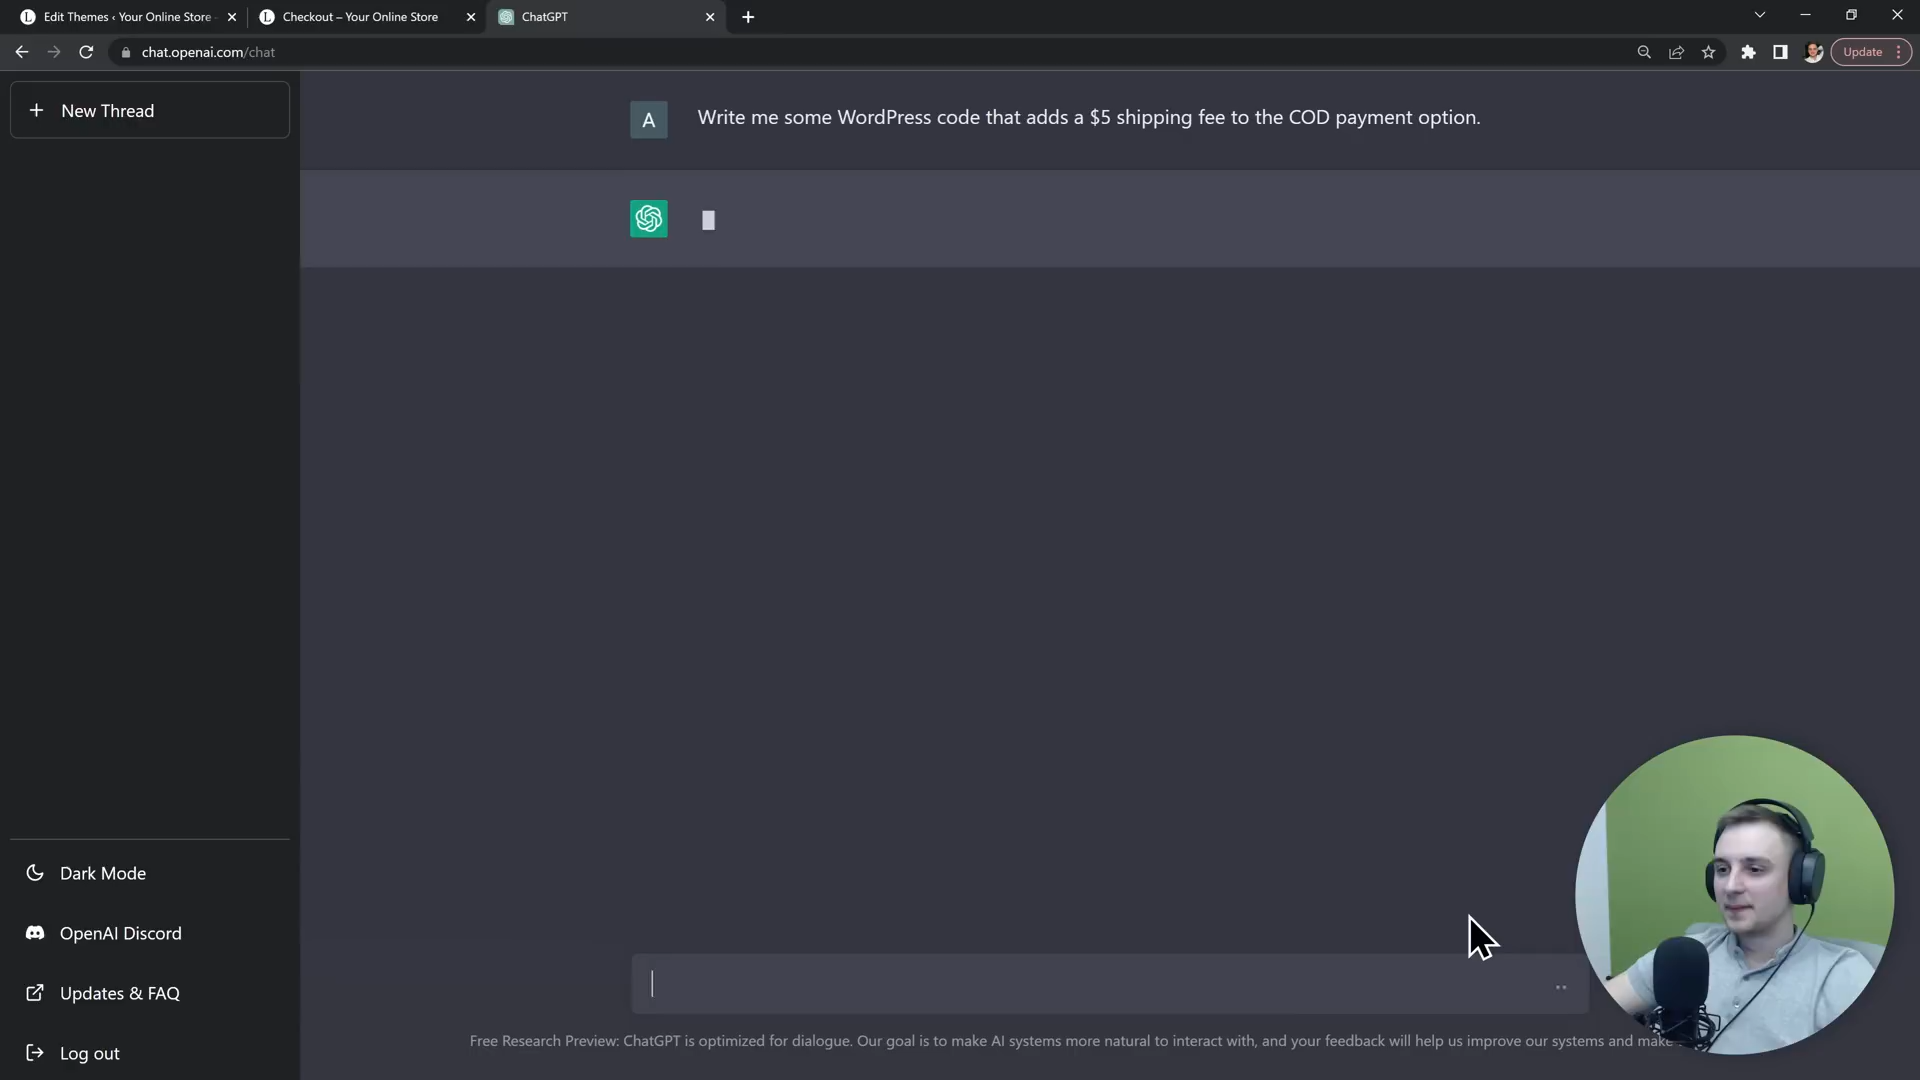 Edit Themes ‹ Your Online Store
Checkout – Your Online Store
ChatGPT
chat.openai.com/chat
Update
New Thread
A
Write me some WordPress code that adds a $5 shipping fee to the COD payment option.
Dark Mode
OpenAI Discord
Updates & FAQ
Log out
Free Research Preview: ChatGPT is optimized for dialogue. Our goal is to make AI systems more natural to interact with, and your feedback will help us improve our systems and make